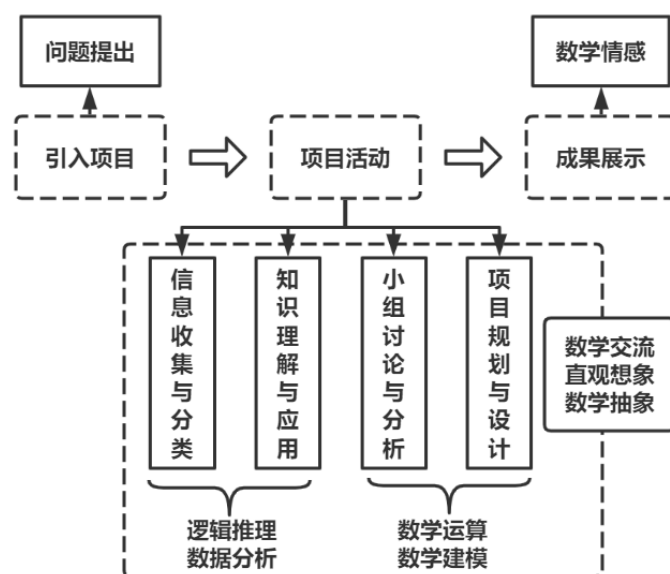 问题提出
数学情感
引入项目
项目活动
成果展示
信息收集与分类
知识理解与应用
小组讨论与分析
项目规划与设计
数学交流
直观想象
数学抽象
逻辑推理
数据分析
数学运算
数学建模